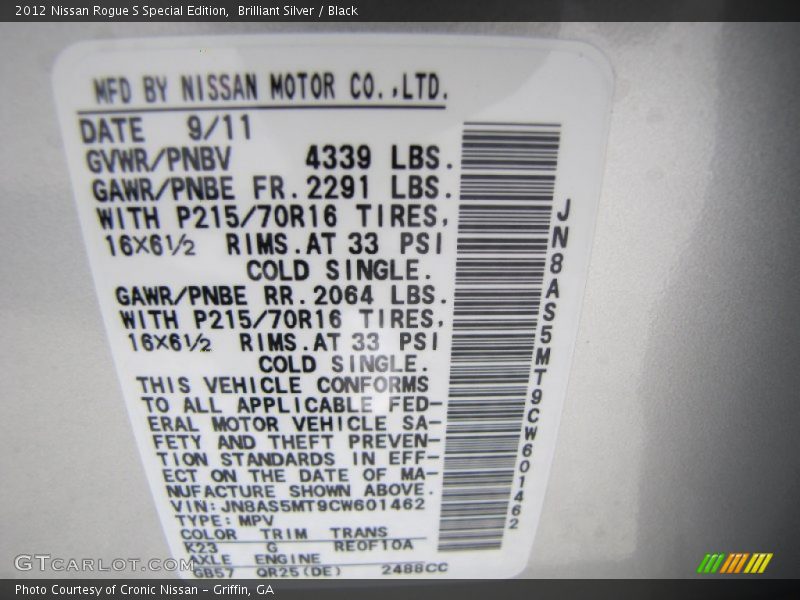 2012 Nissan Rogue S Special Edition,  Brilliant Silver / Black
MFD BY NISSAN MOTOR CO.,LTD.
DATE 9/11
GVWR/PNBV 4339 LBS.
GAWR/PNBE FR. 2291 LBS.
WITH P215/70R16 TIRES,
16X6½ RIMS.AT 33 PSI
COLD SINGLE.
GAWR/PNBE RR. 2064 LBS.
WITH P215/70R16 TIRES,
16X6½ RIMS.AT 33 PSI
COLD SINGLE.
THIS VEHICLE CONFORMS
TO ALL APPLICABLE FED-
ERAL MOTOR VEHICLE SA-
FETY AND THEFT PREVEN-
TION STANDARDS IN EFF-
ECT ON THE DATE OF MA-
NUFACTURE SHOWN ABOVE.
VIN:JN8AS5MT9CW601462
TYPE:MPV
COLOR TRIM TRANS
K23 G RE0F10A
AXLE ENGINE
GB57 QR25(DE) 2488CC
JN8AS5MT9CW601462
GTCARLOT.COM
Photo Courtesy of Cronic Nissan - Griffin, GA